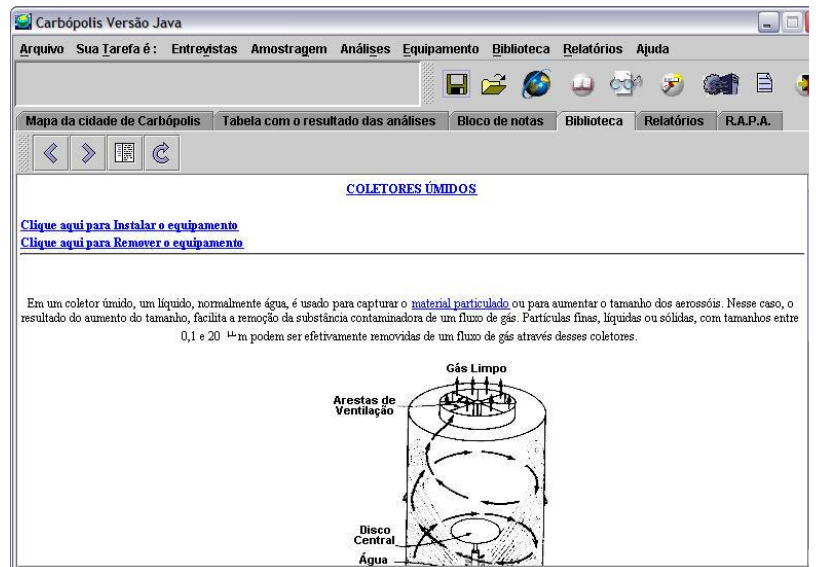 Carbópolis Versão Java
Arquivo Sua Tarefa é : Entrevistas Amostragem Análises Equipamento Biblioteca Relatórios Ajuda
Mapa da cidade de Carbópolis Tabela com o resultado das análises Bloco de notas Biblioteca Relatórios R.A.P.A.
COLETORES ÚMIDOS
Clique aqui para Instalar o equipamento
Clique aqui para Remover o equipamento
Em um coletor úmido, um líquido, normalmente água, é usado para capturar o material particulado ou para aumentar o tamanho dos aerossóis. Nesse caso, o
resultado do aumento do tamanho, facilita a remoção da substância contaminadora de um fluxo de gás. Partículas finas, líquidas ou sólidas, com tamanhos entre
0,1 e 20 µm podem ser efetivamente removidas de um fluxo de gás através desses coletores.
Gás Limpo
Arestas de
Ventilação
Disco
Central
Água